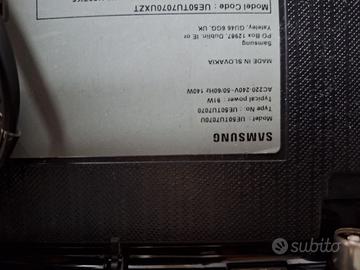 SAMSUNG
Model : UE50TU7070U
Type No. : UE50TU7070
Typical power : 91W
AC220-240V~50/60Hz 140W
MADE IN SLOVAKIA
Samsung
PO Box 12987, Dublin. IE or
Yateley, GU46 6GG, UK
Model Code : UE50TU7070UXZT
subito